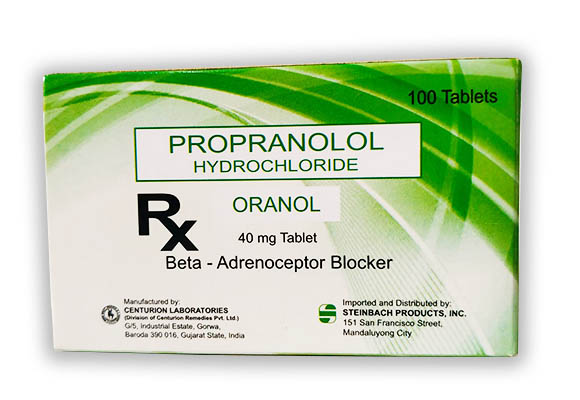 100 Tablets
PROPRANOLOL
HYDROCHLORIDE
Rx
ORANOL
40 mg Tablet
Beta - Adrenoceptor Blocker
Manufactured by:
CENTURION LABORATORIES
(Division of Centurion Remedies Pvt. Ltd.)
G/5, Industrial Estate, Gorwa,
Baroda 390 016, Gujarat State, India
Imported and Distributed by:
STEINBACH PRODUCTS, INC.
151 San Francisco Street,
Mandaluyong City